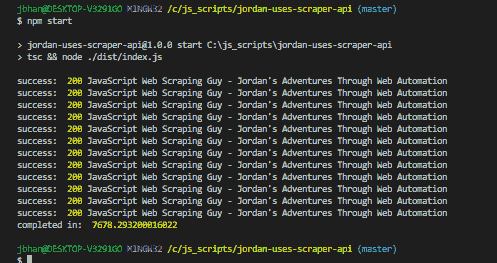 jbhan@DESKTOP-V3291GO MINGW32 /c/js_scripts/jordan-uses-scraper-api (master)
$ npm start
> jordan-uses-scraper-api@1.0.0 start C:\js_scripts\jordan-uses-scraper-api
> tsc && node ./dist/index.js
success:  200 JavaScript Web Scraping Guy - Jordan's Adventures Through Web Automation
success:  200 JavaScript Web Scraping Guy - Jordan's Adventures Through Web Automation
success:  200 JavaScript Web Scraping Guy - Jordan's Adventures Through Web Automation
success:  200 JavaScript Web Scraping Guy - Jordan's Adventures Through Web Automation
success:  200 JavaScript Web Scraping Guy - Jordan's Adventures Through Web Automation
success:  200 JavaScript Web Scraping Guy - Jordan's Adventures Through Web Automation
success:  200 JavaScript Web Scraping Guy - Jordan's Adventures Through Web Automation
success:  200 JavaScript Web Scraping Guy - Jordan's Adventures Through Web Automation
success:  200 JavaScript Web Scraping Guy - Jordan's Adventures Through Web Automation
success:  200 JavaScript Web Scraping Guy - Jordan's Adventures Through Web Automation
success:  200 JavaScript Web Scraping Guy - Jordan's Adventures Through Web Automation
success:  200 JavaScript Web Scraping Guy - Jordan's Adventures Through Web Automation
completed in:  7678.293200016022
jbhan@DESKTOP-V3291GO MINGW32 /c/js_scripts/jordan-uses-scraper-api (master)
$